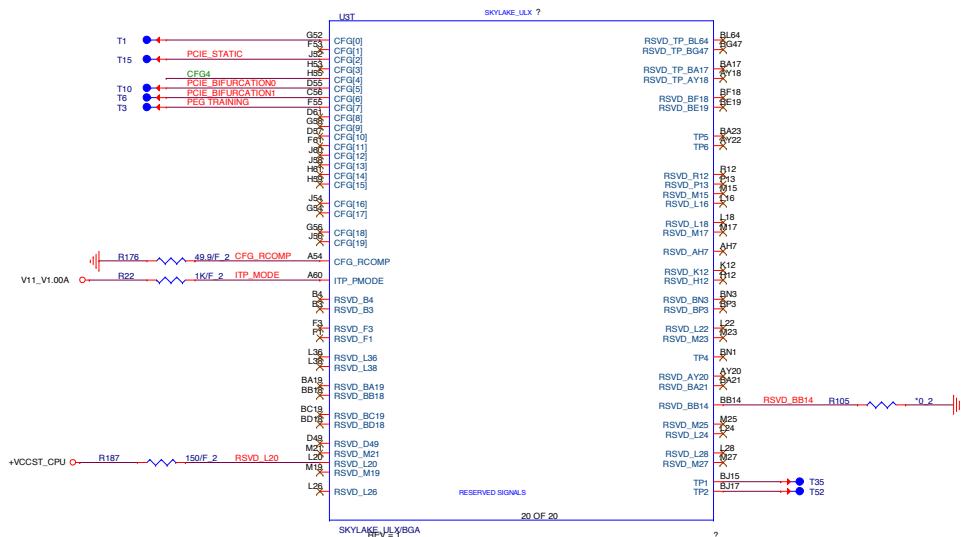 U3T
SKYLAKE_ULX ?
T1 G52 CFG[0]
F53 CFG[1]
T15 PCIE_STATIC J52 CFG[2]
H53 CFG[3]
CFG4 H55 CFG[4]
T10 PCIE_BIFURCATION0 D55 CFG[5]
T6 PCIE_BIFURCATION1 C56 CFG[6]
T3 PEG TRAINING F55 CFG[7]
D61 CFG[8]
CFG[9]
D57 CFG[10]
F61 CFG[11]
J60 CFG[12]
J58 CFG[13]
H61 CFG[14]
H59 CFG[15]
J54 CFG[16]
G54 CFG[17]
G56 CFG[18]
CFG[19]
R176 49.9/F_2 CFG_RCOMP A54 CFG_RCOMP
V11_V1.00A R22 1K/F_2 ITP_MODE A60 ITP_PMODE
B4 RSVD_B4
B3 RSVD_B3
F3 RSVD_F3
F1 RSVD_F1
L36 RSVD_L36
L38 RSVD_L38
BA19 RSVD_BA19
BB18 RSVD_BB18
BC19 RSVD_BC19
BD18 RSVD_BD18
D49 RSVD_D49
M21 RSVD_M21
+VCCST_CPU R187 150/F_2 RSVD_L20 L20 RSVD_L20
M19 RSVD_M19
L26 RSVD_L26
RSVD_TP_BL64 BL64
RSVD_TP_BG47 BG47
RSVD_TP_BA17 BA17
RSVD_TP_AY18 AY18
RSVD_BF18 BF18
RSVD_BE19 BE19
TP5 BA23
TP6 AY22
RSVD_R12 R12
RSVD_P13 P13
RSVD_M15 M15
RSVD_L16 L16
RSVD_L18 L18
RSVD_M17 M17
RSVD_AH7 AH7
RSVD_K12 K12
RSVD_H12 H12
RSVD_BN3 BN3
RSVD_BP3 BP3
RSVD_L22 L22
RSVD_M23 M23
TP4 BN1
RSVD_AY20 AY20
RSVD_BA21 BA21
RSVD_BB14 BB14 RSVD_BB14 R105 *0_2
RSVD_M25 M25
RSVD_L24 L24
RSVD_L28 L28
RSVD_M27 M27
TP1 BJ15 T35
TP2 BJ17 T52
RESERVED SIGNALS
20 OF 20
SKYLAKE_ULX/BGA
REV = 1
?